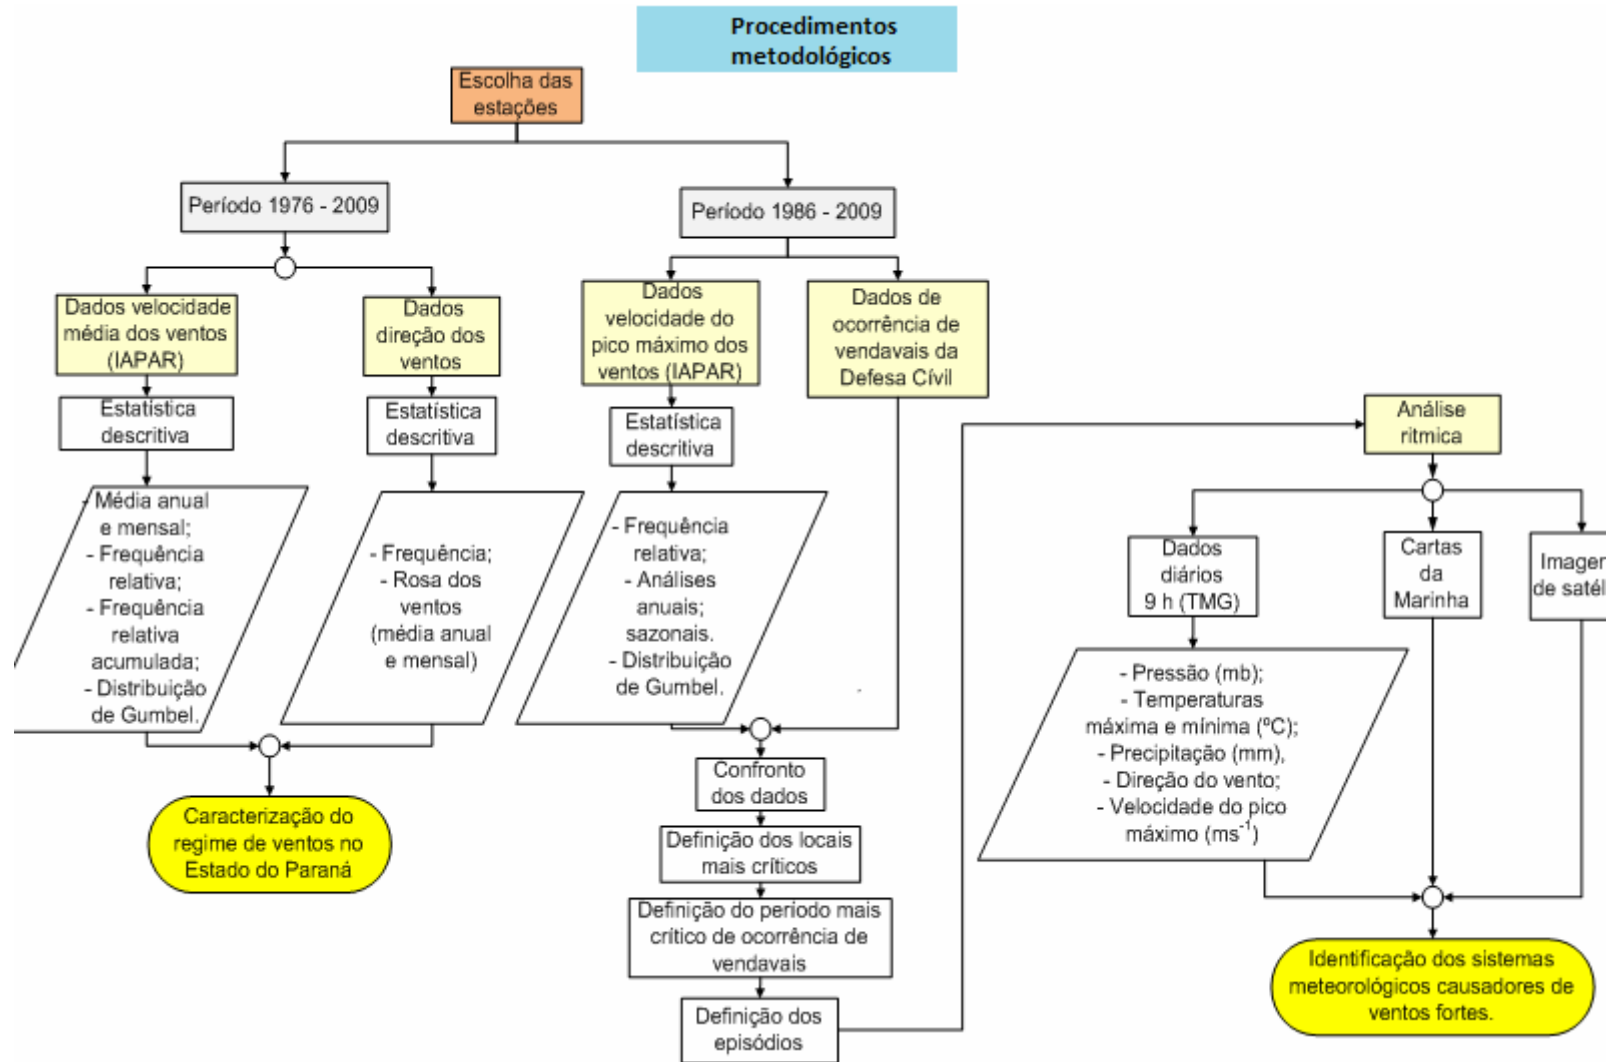 Procedimentos
metodológicos
Escolha das
estações
Período 1976 - 2009
Período 1986 - 2009
Dados velocidade
média dos ventos
(IAPAR)
Dados
direção dos
ventos
Dados
velocidade do
pico máximo dos
ventos (IAPAR)
Dados de
ocorrência de
vendavais da
Defesa Cívil
Estatística
descritiva
Estatística
descritiva
Estatística
descritiva
- Média anual
e mensal;
- Frequência
relativa;
- Frequência
relativa
acumulada;
- Distribuição
de Gumbel.
- Frequência;
- Rosa dos
ventos
(média anual
e mensal)
- Frequência
relativa;
- Análises
anuais;
sazonais.
- Distribuição
de Gumbel.
Caracterização do
regime de ventos no
Estado do Paraná
Confronto
dos dados
Definição dos locais
mais críticos
Definição do periodo mais
crítico de ocorrência de
vendavais
Definição dos
episódios
Análise
ritmica
Dados
diários
9 h (TMG)
Cartas
da
Marinha
Imagen
de satél
- Pressão (mb);
- Temperaturas
máxima e mínima (ºC);
- Precipitação (mm),
- Direção do vento;
- Velocidade do pico
máximo (ms⁻¹)
Identificação dos sistemas
meteorológicos causadores de
ventos fortes.